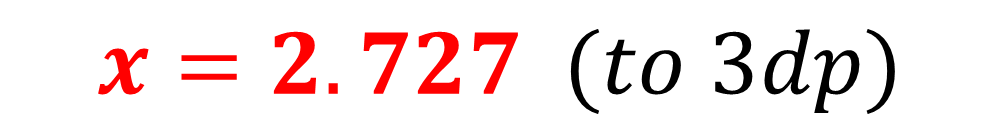 x = 2.727 (to 3dp)